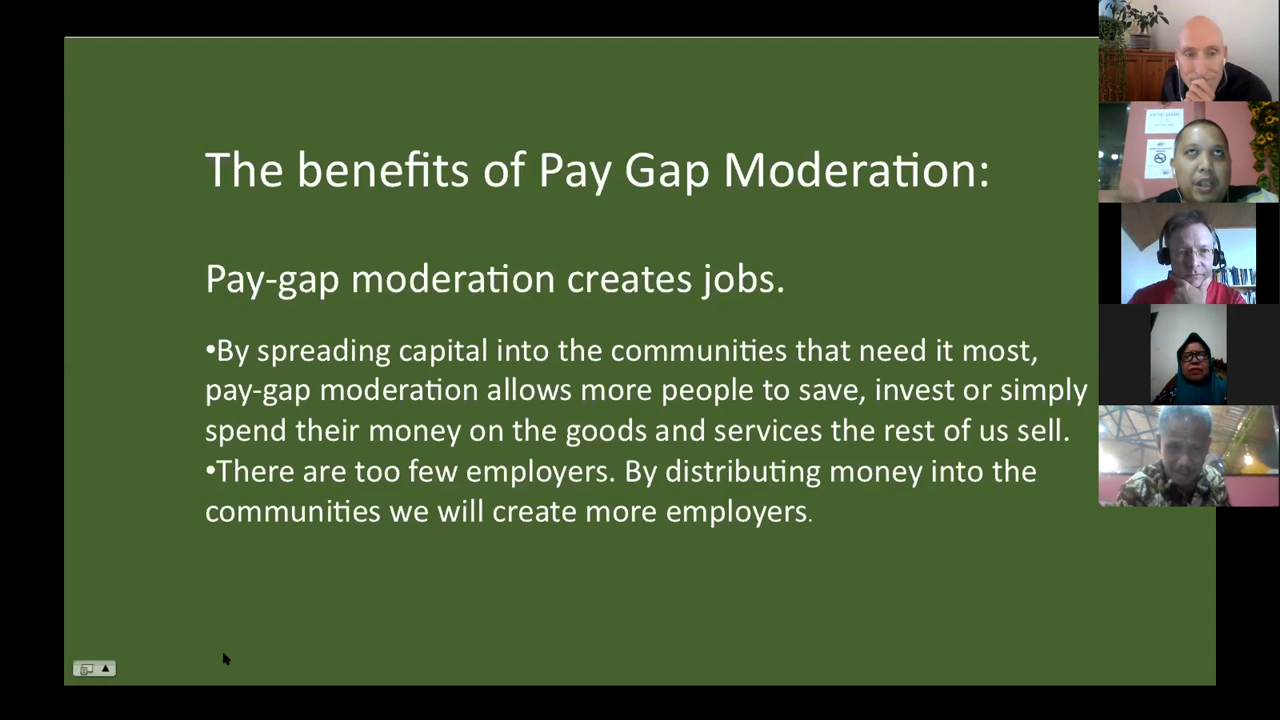 The benefits of Pay Gap Moderation:
Pay-gap moderation creates jobs.
•By spreading capital into the communities that need it most,
pay-gap moderation allows more people to save, invest or simply
spend their money on the goods and services the rest of us sell.
•There are too few employers. By distributing money into the
communities we will create more employers.